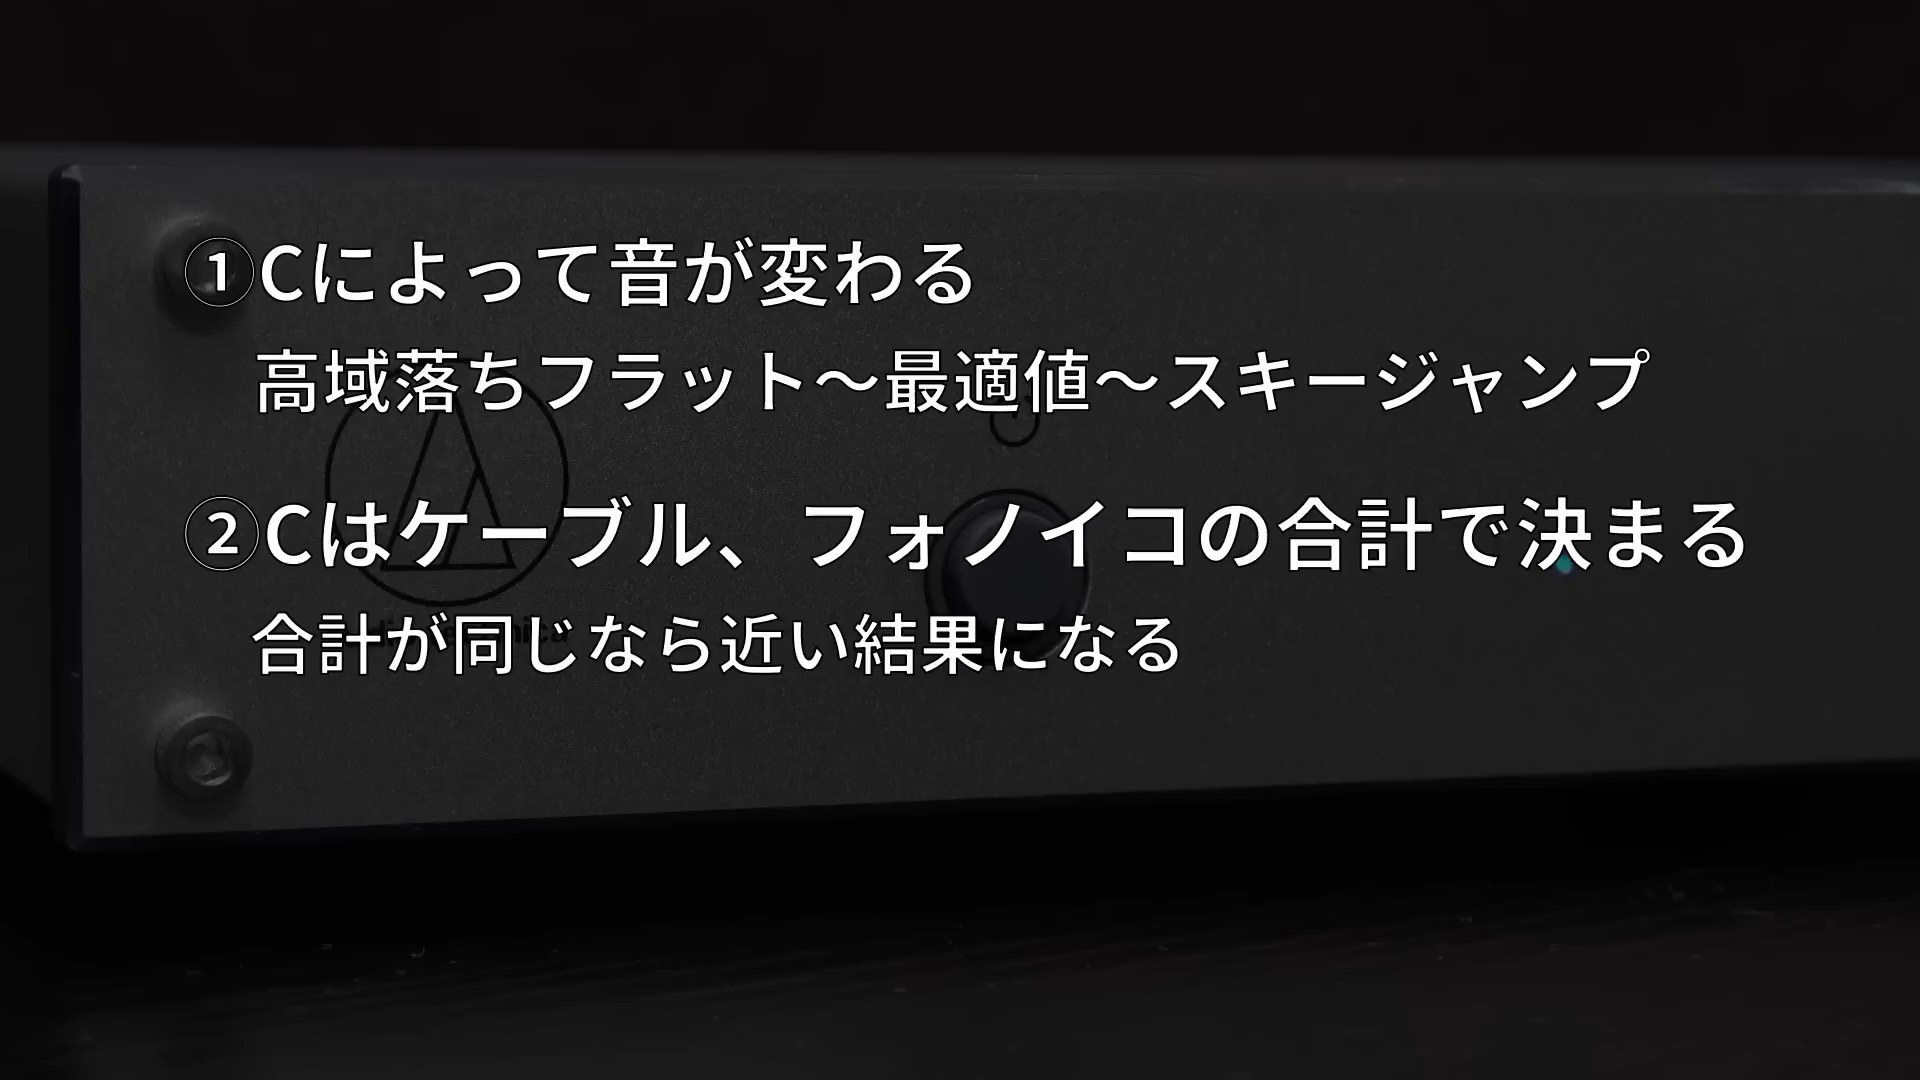 ①Cによって音が変わる
高域落ちフラット～最適値～スキージャンプ
②Cはケーブル、フォノイコの合計で決まる
合計が同じなら近い結果になる